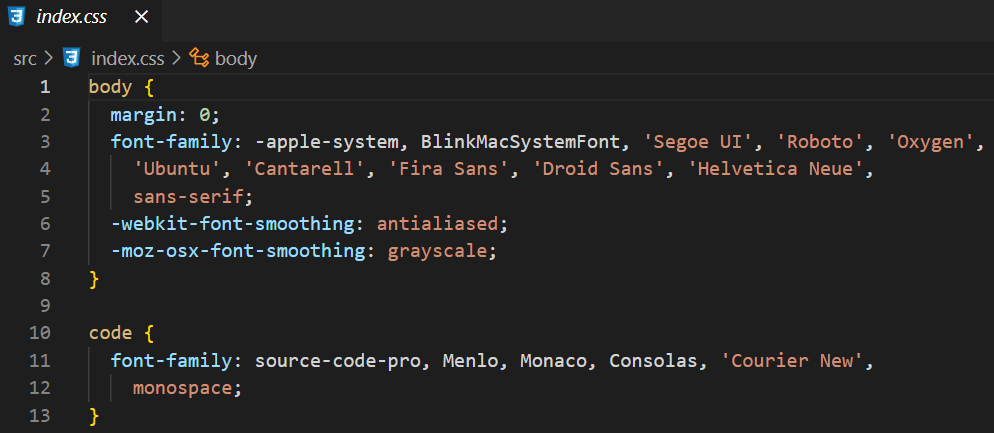 index.css ×
src > index.css > body
1 body {
2   margin: 0;
3   font-family: -apple-system, BlinkMacSystemFont, 'Segoe UI', 'Roboto', 'Oxygen',
4     'Ubuntu', 'Cantarell', 'Fira Sans', 'Droid Sans', 'Helvetica Neue',
5     sans-serif;
6   -webkit-font-smoothing: antialiased;
7   -moz-osx-font-smoothing: grayscale;
8 }
9
10 code {
11   font-family: source-code-pro, Menlo, Monaco, Consolas, 'Courier New',
12     monospace;
13 }